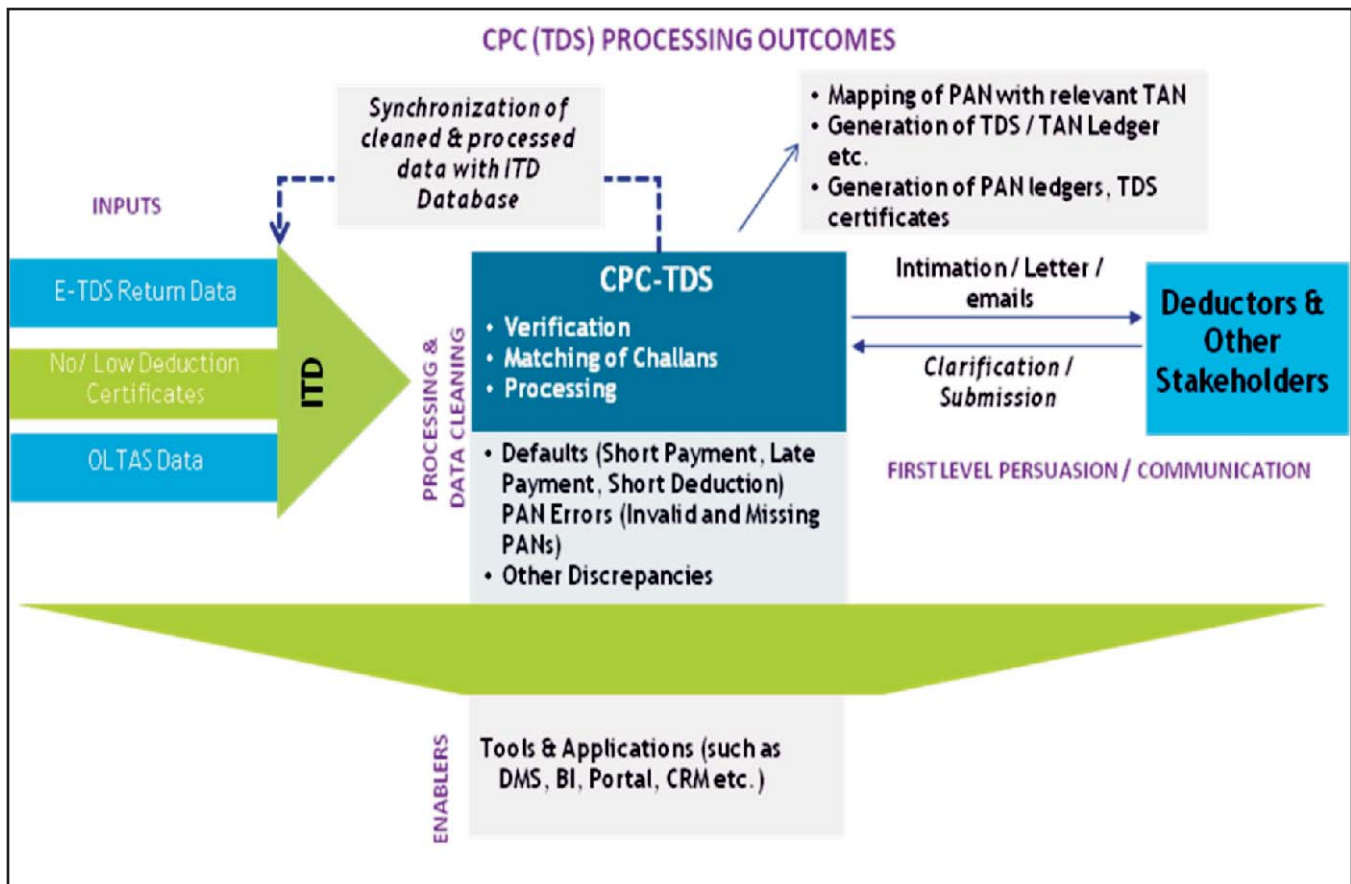 CPC (TDS) PROCESSING OUTCOMES
Synchronization of
cleaned & processed
data with ITD
Database
• Mapping of PAN with relevant TAN
• Generation of TDS / TAN Ledger
etc.
• Generation of PAN ledgers, TDS
certificates
INPUTS
E-TDS Return Data
No/ Low Deduction
Certificates
OLTAS Data
ITD
PROCESSING &
DATA CLEANING
CPC-TDS
• Verification
• Matching of Challans
• Processing
• Defaults (Short Payment, Late
Payment, Short Deduction)
PAN Errors (Invalid and Missing
PANs)
• Other Discrepancies
Intimation / Letter /
emails
Clarification /
Submission
Deductors &
Other
Stakeholders
FIRST LEVEL PERSUASION / COMMUNICATION
ENABLERS
Tools & Applications (such as
DMS, BI, Portal, CRM etc.)